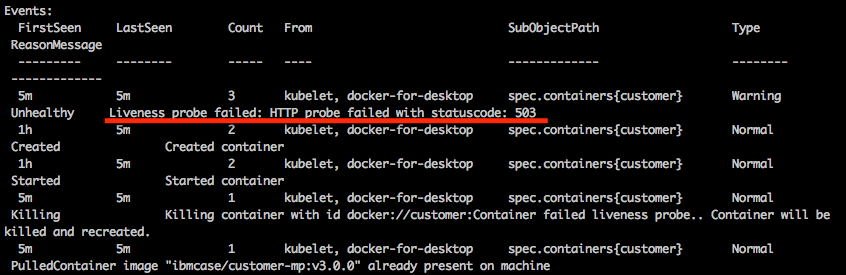 Events:
FirstSeen LastSeen Count From SubObjectPath Type
ReasonMessage
--------- -------- ----- ---- ------------- --------
-------------
5m 5m 3 kubelet, docker-for-desktop spec.containers{customer} Warning
Unhealthy Liveness probe failed: HTTP probe failed with statuscode: 503
1h 5m 2 kubelet, docker-for-desktop spec.containers{customer} Normal
Created Created container
1h 5m 2 kubelet, docker-for-desktop spec.containers{customer} Normal
Started Started container
5m 5m 1 kubelet, docker-for-desktop spec.containers{customer} Normal
Killing Killing container with id docker://customer:Container failed liveness probe.. Container will be
killed and recreated.
5m 5m 1 kubelet, docker-for-desktop spec.containers{customer} Normal
PulledContainer image "ibmcase/customer-mp:v3.0.0" already present on machine